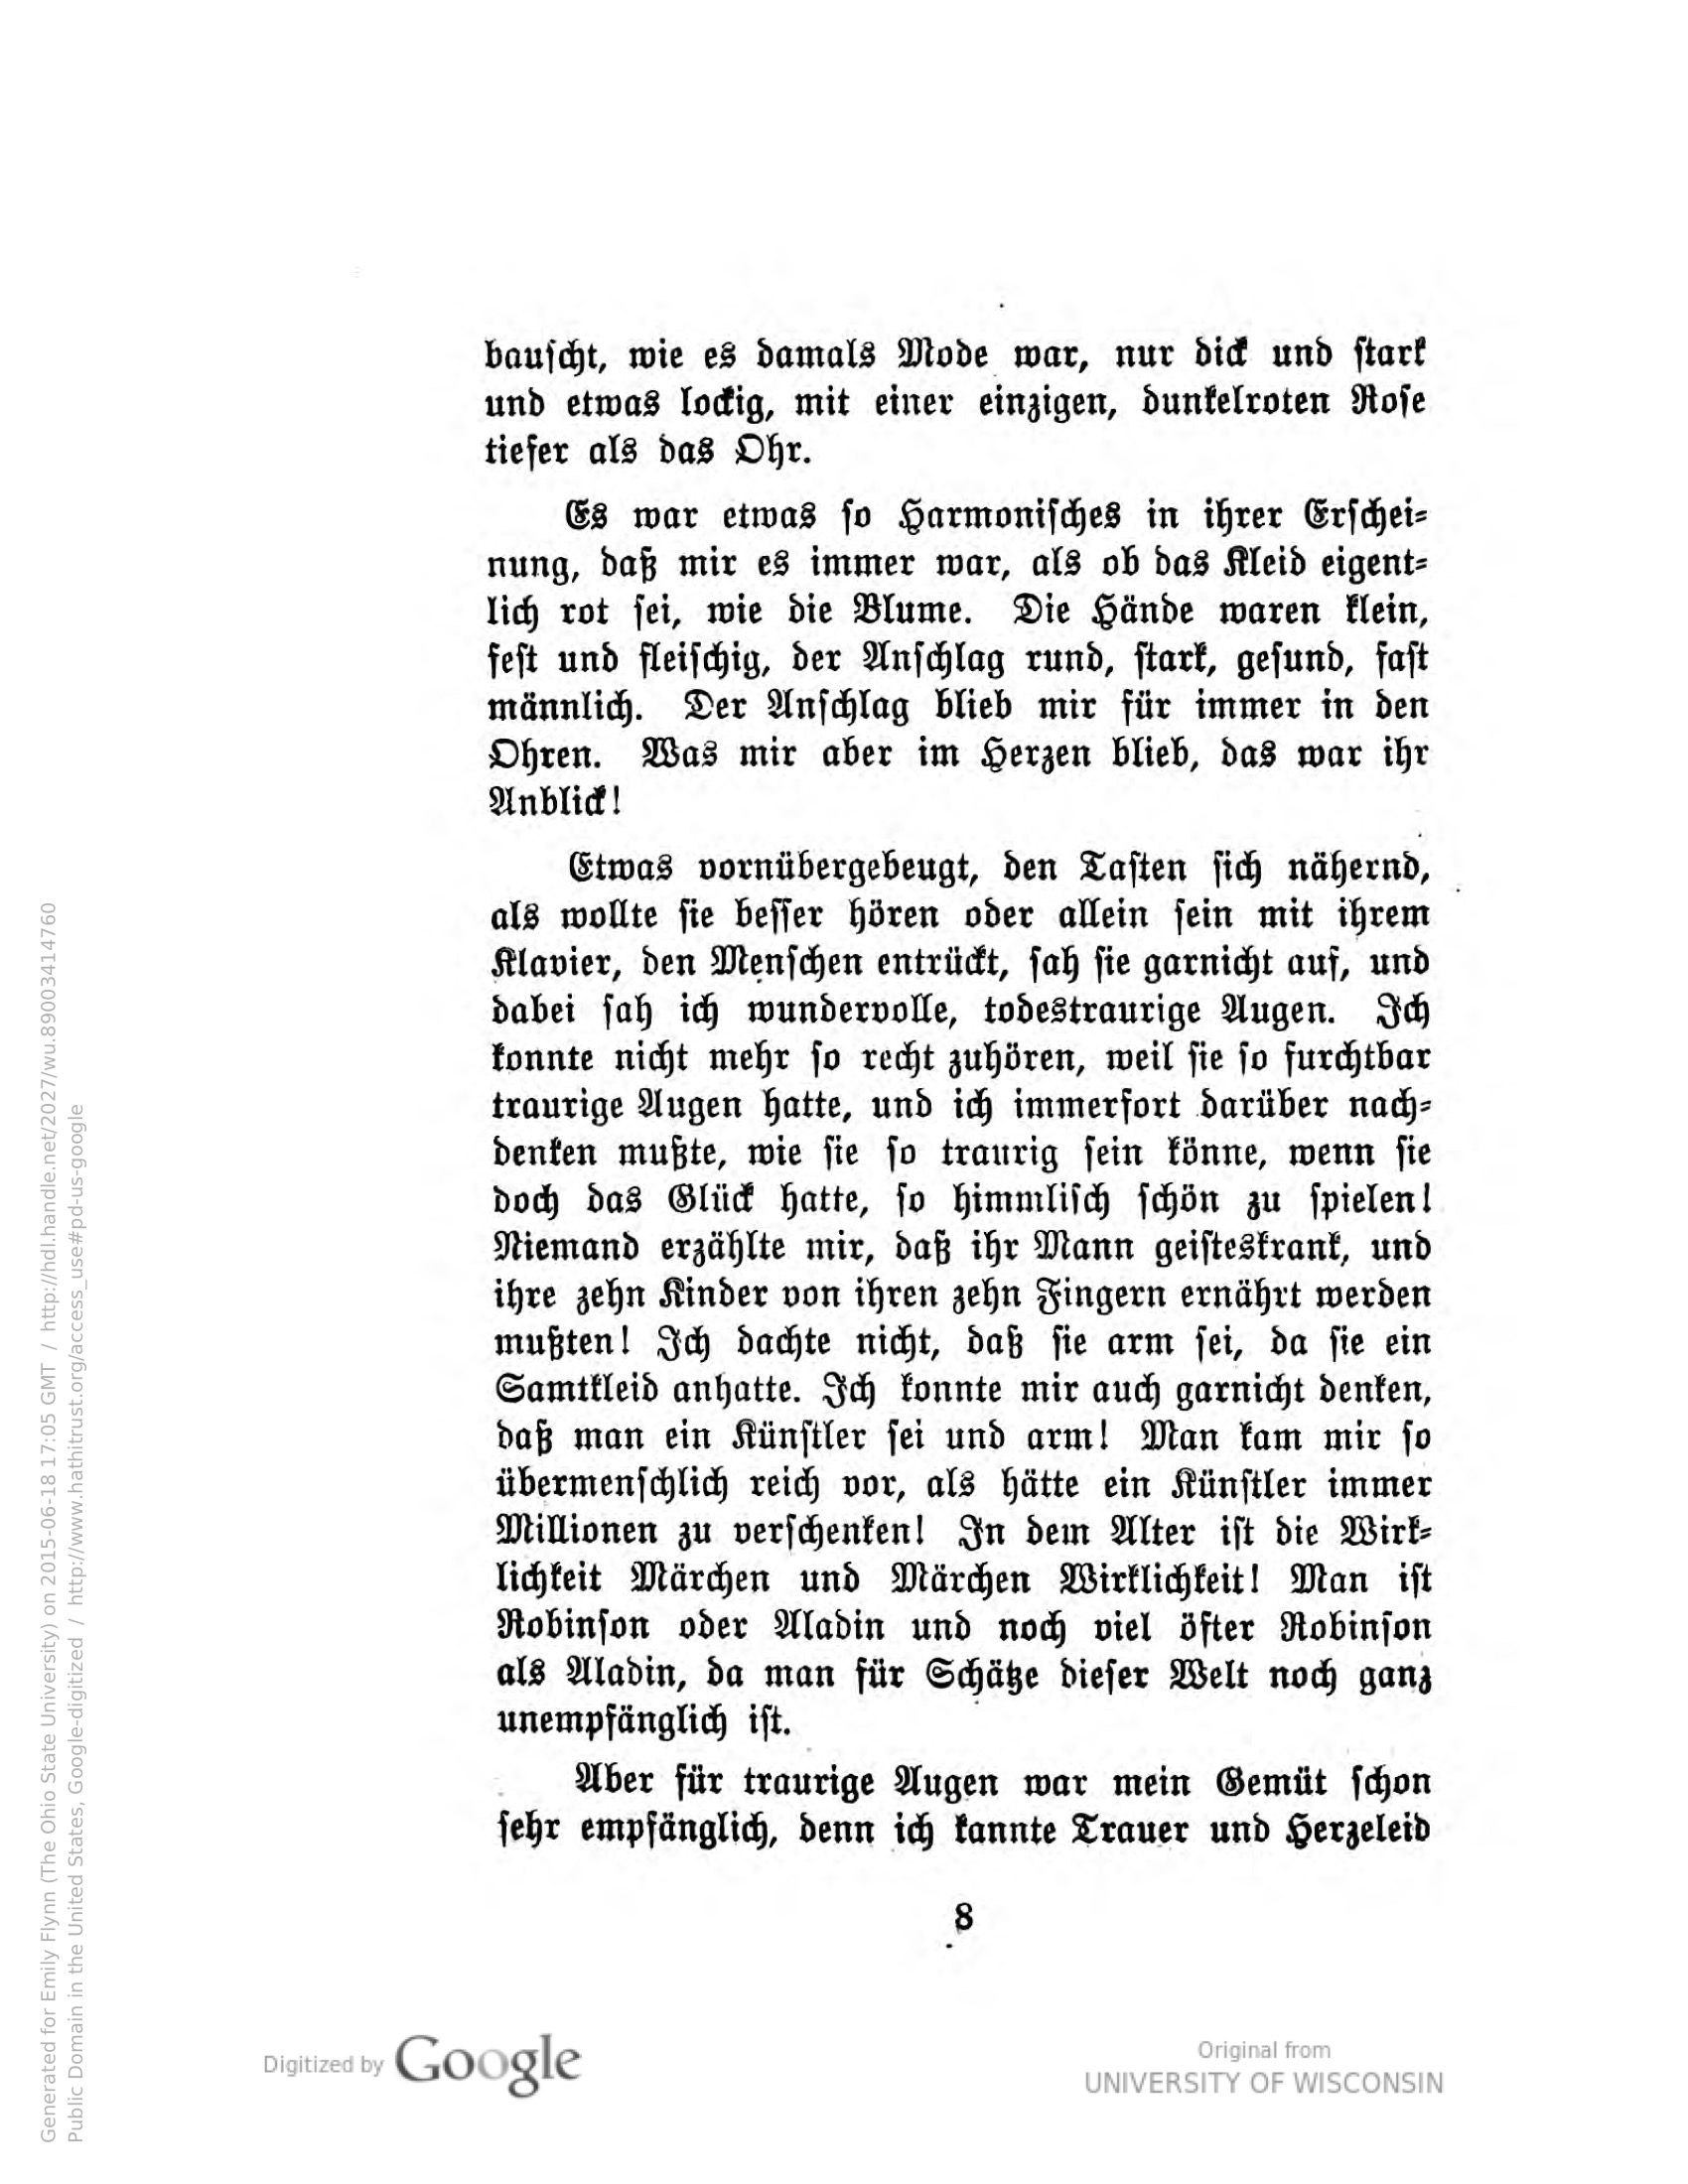 bauscht, wie es damals Mode war, nur dick und stark
und etwas lockig, mit einer einzigen, dunkelroten Rose
tiefer als das Ohr.
Es war etwas so Harmonisches in ihrer Erschei-
nung, daß mir es immer war, als ob das Kleid eigent-
lich rot sei, wie die Blume. Die Hände waren klein,
fest und fleischig, der Anschlag rund, stark, gesund, fast
männlich. Der Anschlag blieb mir für immer in den
Ohren. Was mir aber im Herzen blieb, das war ihr
Anblick!
Etwas vornübergebeugt, den Tasten sich nähernd,
als wollte sie besser hören oder allein sein mit ihrem
Klavier, den Menschen entrückt, sah sie garnicht auf, und
dabei sah ich wundervolle, todestraurige Augen. Ich
konnte nicht mehr so recht zuhören, weil sie so furchtbar
traurige Augen hatte, und ich immerfort darüber nach-
denken mußte, wie sie so traurig sein könne, wenn sie
doch das Glück hatte, so himmlisch schön zu spielen!
Niemand erzählte mir, daß ihr Mann geisteskrank, und
ihre zehn Kinder von ihren zehn Fingern ernährt werden
mußten! Ich dachte nicht, daß sie arm sei, da sie ein
Samtkleid anhatte. Ich konnte mir auch garnicht denken,
daß man ein Künstler sei und arm! Man kam mir so
übermenschlich reich vor, als hätte ein Künstler immer
Millionen zu verschenken! In dem Alter ist die Wirk-
lichkeit Märchen und Märchen Wirklichkeit! Man ist
Robinson oder Aladin und noch viel öfter Robinson
als Aladin, da man für Schätze dieser Welt noch ganz
unempfänglich ist.
Aber für traurige Augen war mein Gemüt schon
sehr empfänglich, denn ich kannte Trauer und Herzeleid
8
Digitized by Google
Original from
UNIVERSITY OF WISCONSIN
Generated for Emily Flynn (The Ohio State University) on 2015-06-18 17:05 GMT / http://hdl.handle.net/2027/wu.89003414760
Public Domain in the United States, Google-digitized / http://www.hathitrust.org/access_use#pd-us-google